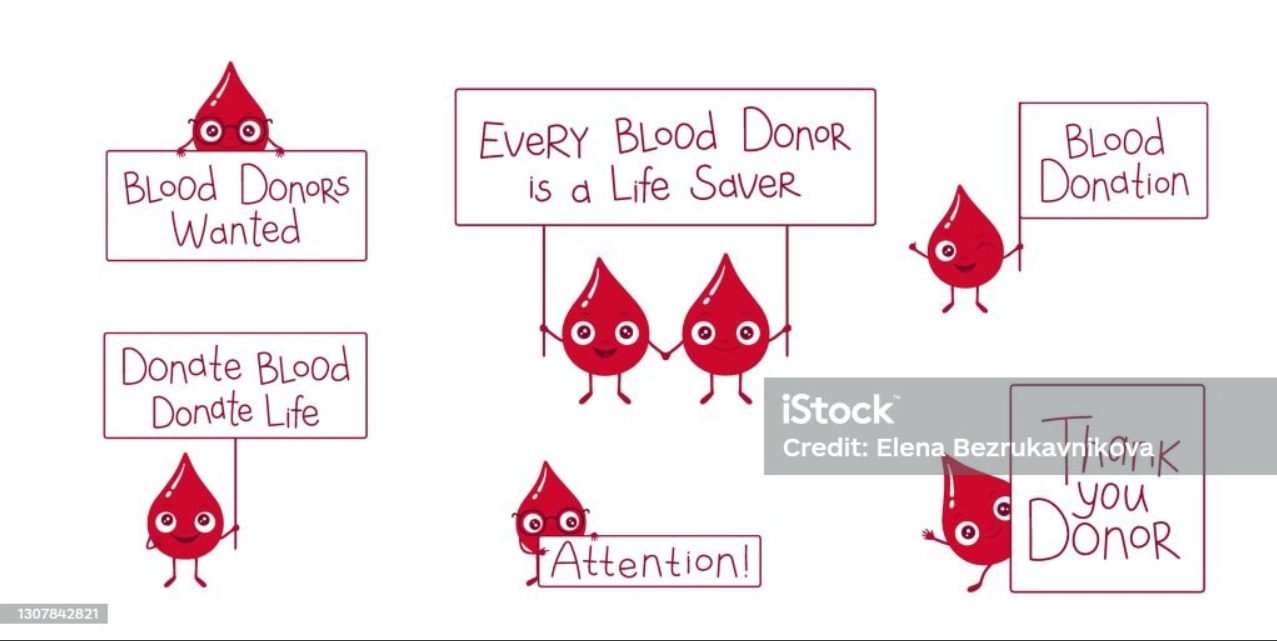 Blood Donors
Wanted
Every Blood Donor
is a Life Saver
Blood
Donation
Donate Blood
Donate Life
Attention!
Thank
you
Donor
iStock™
Credit: Elena Bezrukavnikova
1307842821